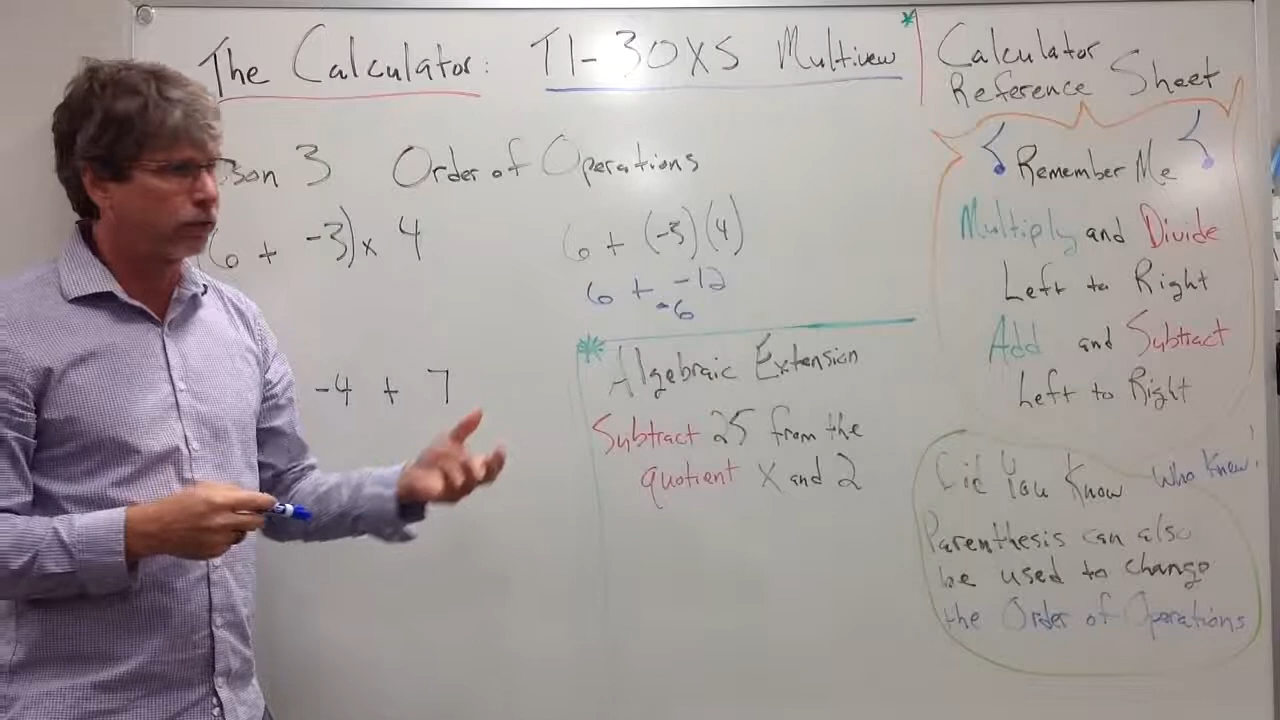 The Calculator: TI-30XS Multiview
son 3 Order of Operations
(6 + -3) x 4
6 + (-3)(4)
6 + -12
-6
-4 + 7
* Algebraic Extension
Subtract 25 from the
quotient X and 2
*
Calculator
Reference Sheet
Remember Me
Multiply and Divide
Left to Right
Add and Subtract
Left to Right
Did You Know Who Knew!
Parenthesis can also
be used to change
the Order of Operations